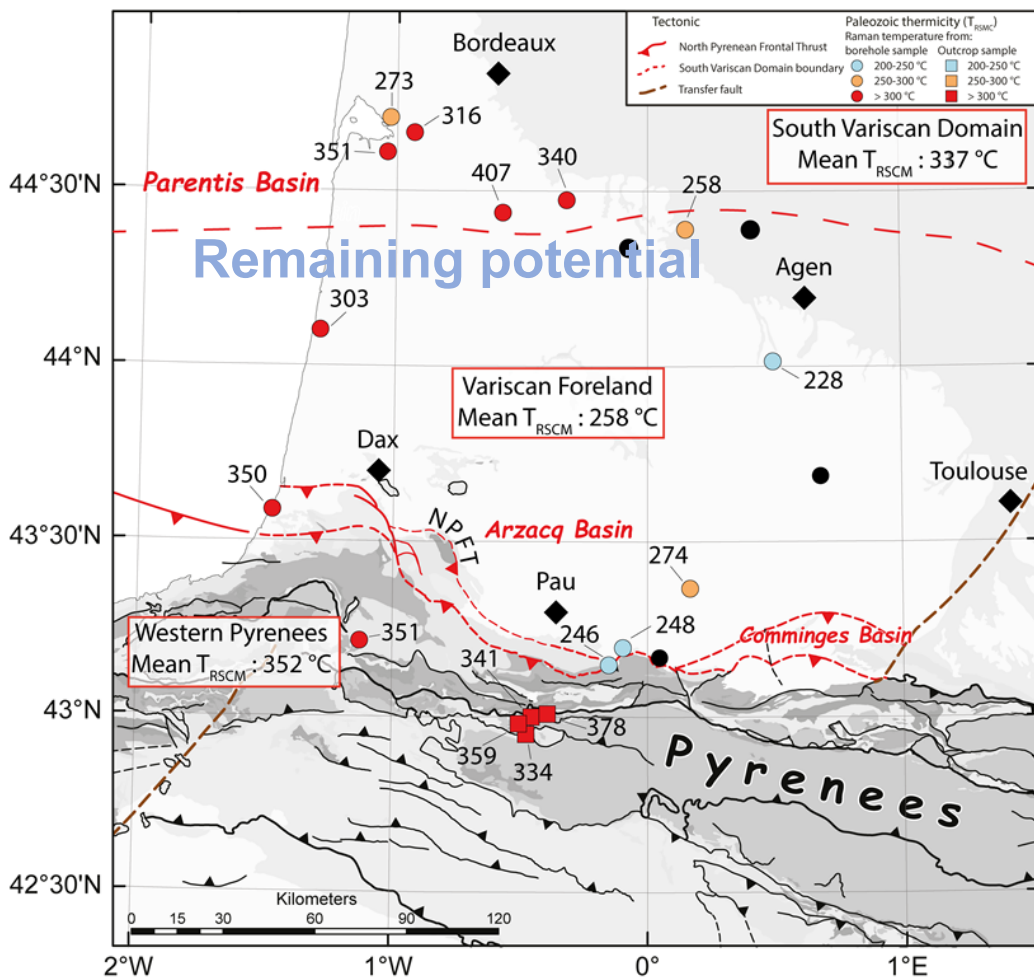 Tectonic
North Pyrenean Frontal Thrust
South Variscan Domain boundary
Transfer fault
Paleozoic thermicity (T RSMC)
Raman temperature from:
borehole sample Outcrop sample
200-250 °C 200-250 °C
250-300 °C 250-300 °C
> 300 °C > 300 °C
Bordeaux
273
316
351
South Variscan Domain
Mean T RSCM : 337 °C
44°30'N
Parentis Basin
407
340
258
Remaining potential
Agen
303
44°N
228
Variscan Foreland
Mean T RSCM : 258 °C
Dax
350
Toulouse
43°30'N
NPFT
Arzacq Basin
274
Pau
246
248
Comminges Basin
Western Pyrenees
Mean T RSCM : 352 °C
351
341
43°N
378
359
334
Pyrenees
42°30'N
Kilometers
0 15 30 60 90 120
2°W
1°W
0
1°E